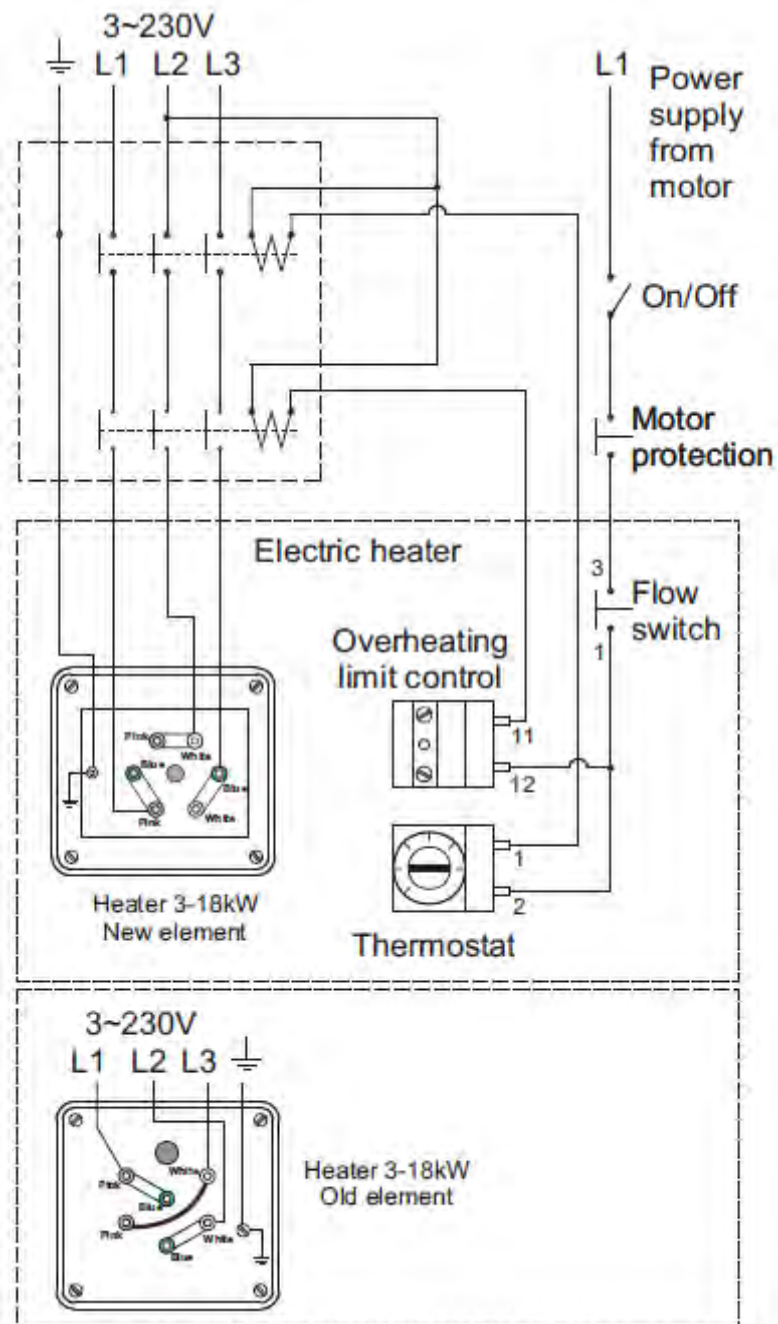 3~230V
L1 L2 L3
L1
Power
supply
from
motor
On/Off
Motor
protection
Electric heater
3
Flow
switch
1
Overheating
limit control
11
12
Pink
White
Blue
Blue
Pink
White
1
2
Heater 3-18kW
New element
Thermostat
3~230V
L1 L2 L3
White
Pink
Blue
Pink
White
Blue
Heater 3-18kW
Old element